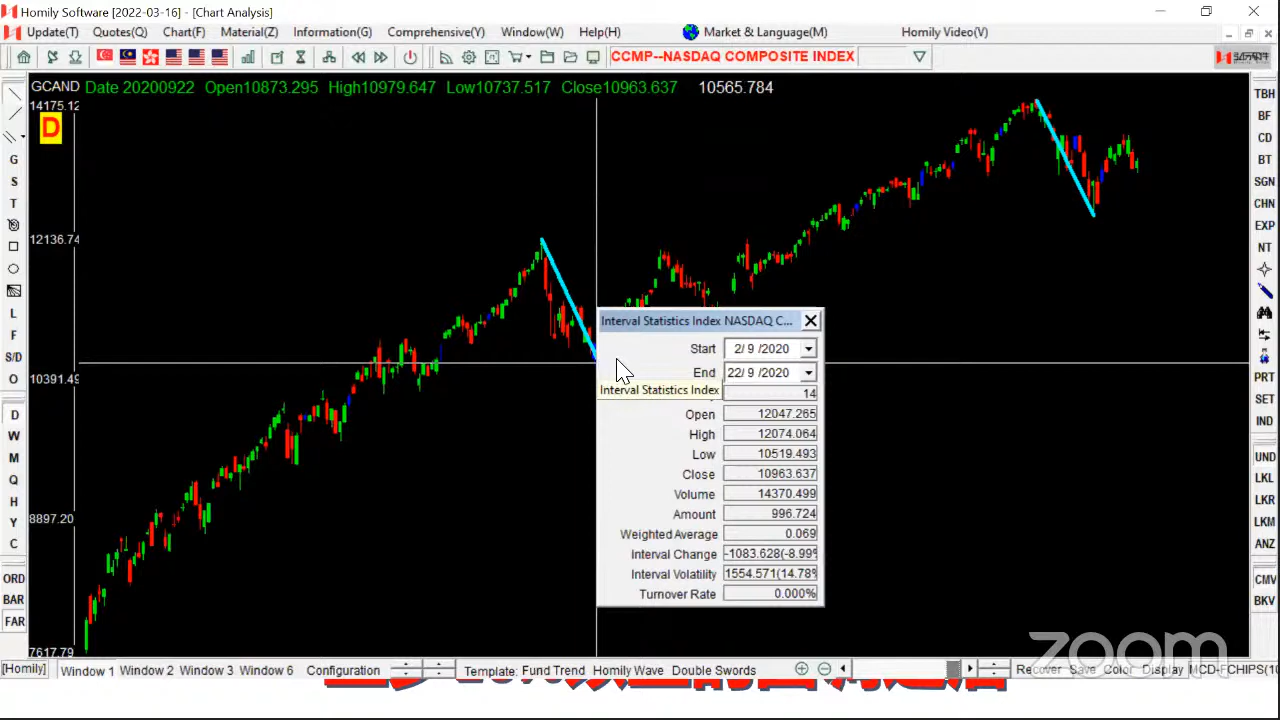 Homily Software [2022-03-16] - [Chart Analysis]
Update(T) Quotes(Z) Chart(F) Material(Z) Information(G) Comprehensive(Y) Window(W) Help(H) Market & Language(M) Homily Video(V)
CCMP--NASDAQ COMPOSITE INDEX
GCAND Date 20200922 Open10873.295 High10979.647 Low10737.517 Close10963.637 10565.784
14175.12
D
12136.74
10391.49
8897.20
7617.79
G
S
T
L
F
S/D
O
D
W
M
Q
H
Y
C
ORD
BAR
FAR
Interval Statistics Index NASDAQ C...
Start 2/ 9 /2020
End 22/ 9 /2020
Interval Statistics Index 14
Open 12047.265
High 12074.064
Low 10519.493
Close 10963.637
Volume 14370.499
Amount 996.724
Weighted Average 0.069
Interval Change -1083.628(-8.99%
Interval Volatility 1554.571(14.78%
Turnover Rate 0.000%
TBH
BF
CD
BT
SGN
CHN
EXP
NT
PRT
SET
IND
UND
LKL
LKR
LKM
ANZ
CMV
BKV
zoom
[Homily] Window 1 Window 2 Window 3 Window 6 Configuration Template: Fund Trend Homily Wave Double Swords Recover Save Color Display MCD-FCHIPS(10